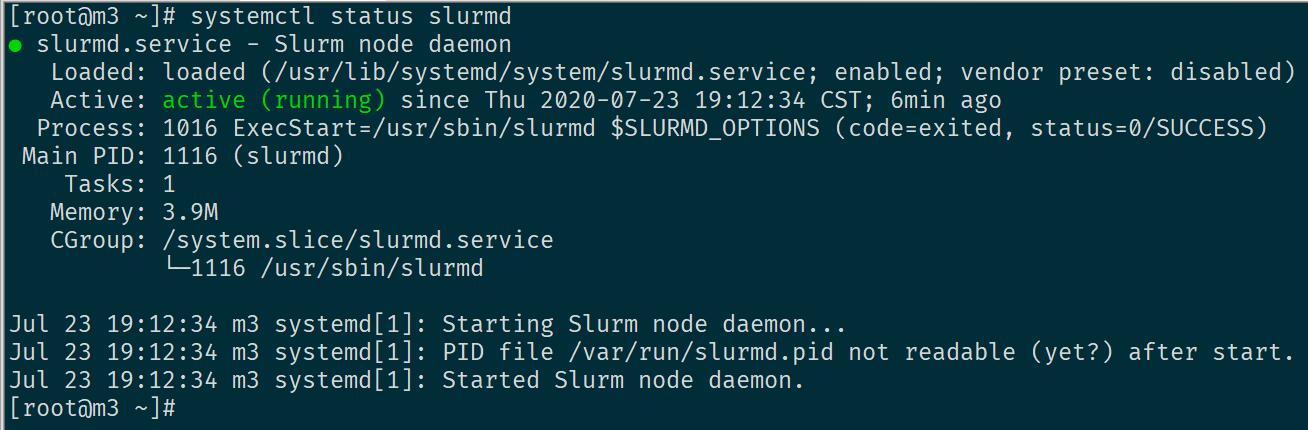 [root@m3 ~]# systemctl status slurmd
● slurmd.service - Slurm node daemon
   Loaded: loaded (/usr/lib/systemd/system/slurmd.service; enabled; vendor preset: disabled)
   Active: active (running) since Thu 2020-07-23 19:12:34 CST; 6min ago
  Process: 1016 ExecStart=/usr/sbin/slurmd $SLURMD_OPTIONS (code=exited, status=0/SUCCESS)
 Main PID: 1116 (slurmd)
    Tasks: 1
   Memory: 3.9M
   CGroup: /system.slice/slurmd.service
           └─1116 /usr/sbin/slurmd
Jul 23 19:12:34 m3 systemd[1]: Starting Slurm node daemon...
Jul 23 19:12:34 m3 systemd[1]: PID file /var/run/slurmd.pid not readable (yet?) after start.
Jul 23 19:12:34 m3 systemd[1]: Started Slurm node daemon.
[root@m3 ~]#